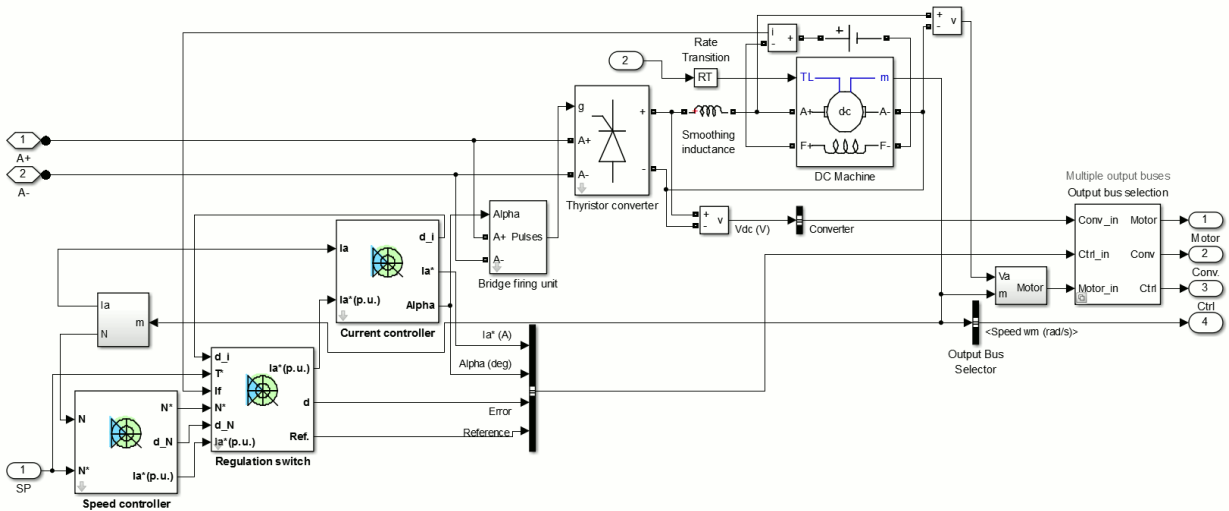 +
-
v
i
+
-
+
Rate
Transition
2
RT
TL
m
A+
dc
A-
F+
F-
DC Machine
Smoothing
inductance
g
A+
A-
+
-
Thyristor converter
1
A+
2
A-
Multiple output buses
Output bus selection
Conv_in
Ctrl_in
Motor_in
Motor
Conv
Ctrl
1
Motor
2
Conv.
3
Ctrl
4
+
-
v
Vdc (V)
Converter
Va
m
Motor
<Speed wm (rad/s)>
Output Bus
Selector
Alpha
A+
A-
Pulses
Bridge firing unit
Ia
Ia*(p.u.)
d_i
Ia*
Alpha
Current controller
Ia
N
m
Ia* (A)
Alpha (deg)
Error
Reference
d_i
T*
If
N*
d_N
Ia*(p.u.)
Ia*(p.u.)
d
Ref.
Regulation switch
N
N*
N*
d_N
Ia*(p.u.)
Speed controller
1
SP